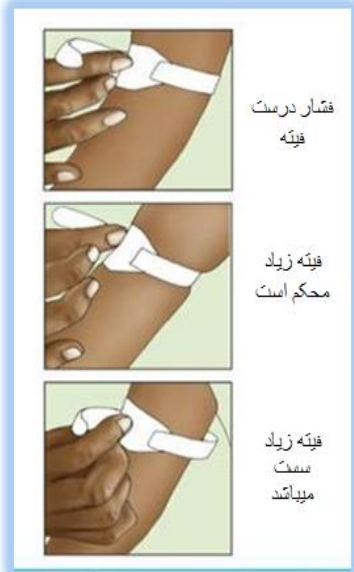 فشار درست
فیته
فیته زیاد
محکم است
فیته زیاد
سست
میباشد